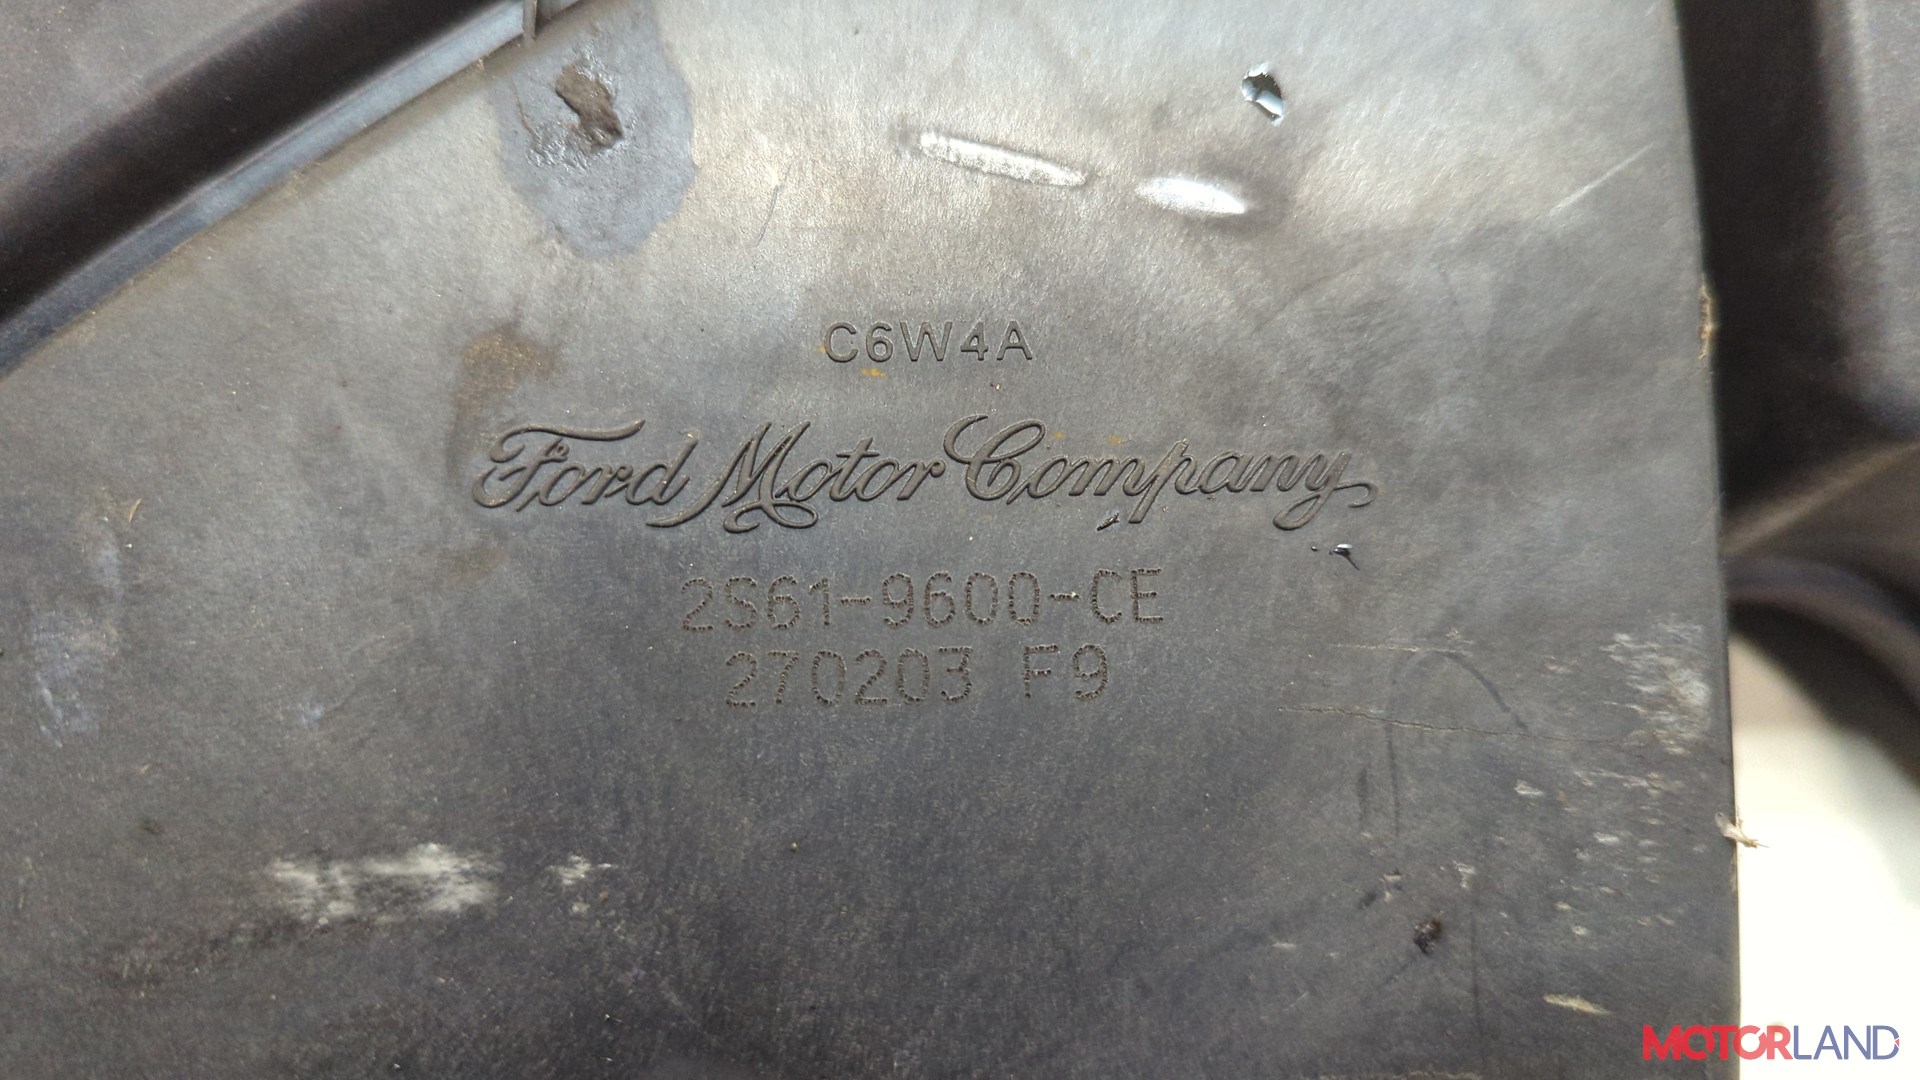 C6W4A
Ford Motor Company
2S61-9600-CE
270203 F9
MOTORLAND